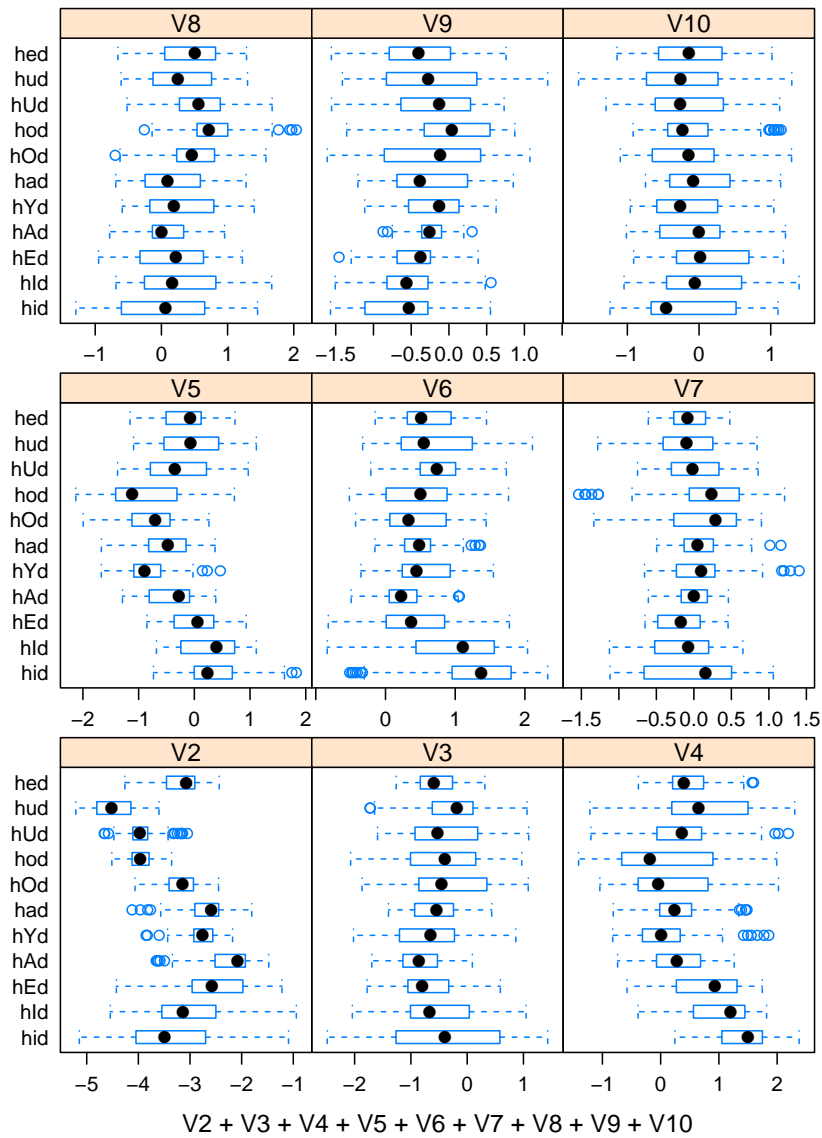 V8 V9 V10
hed
hud
hUd
hod
hOd
had
hYd
hAd
hEd
hId
hid
−1 0 1 2 −1.5 −0.5 0.0 0.5 1.0 −1 0 1
V5 V6 V7
hed
hud
hUd
hod
hOd
had
hYd
hAd
hEd
hId
hid
−2 −1 0 1 2 0 1 2 −1.5 −0.5 0.0 0.5 1.0 1.5
V2 V3 V4
hed
hud
hUd
hod
hOd
had
hYd
hAd
hEd
hId
hid
−5 −4 −3 −2 −1 −2 −1 0 1 −1 0 1 2
V2 + V3 + V4 + V5 + V6 + V7 + V8 + V9 + V10